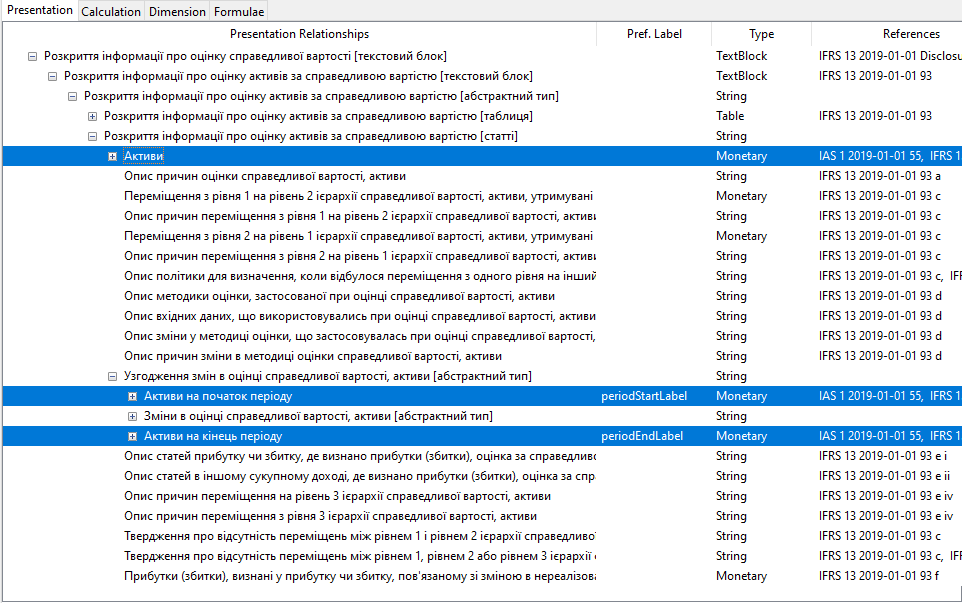 Presentation Calculation Dimension Formulae
Presentation Relationships Pref. Label Type References
Розкриття інформації про оцінку справедливої вартості [текстовий блок] TextBlock IFRS 13 2019-01-01 Disclosu
Розкриття інформації про оцінку активів за справедливою вартістю [текстовий блок] TextBlock IFRS 13 2019-01-01 93
Розкриття інформації про оцінку активів за справедливою вартістю [абстрактний тип] String
Розкриття інформації про оцінку активів за справедливою вартістю [таблиця] Table IFRS 13 2019-01-01 93
Розкриття інформації про оцінку активів за справедливою вартістю [статті] String
Активи Monetary IAS 1 2019-01-01 55, IFRS 1
Опис причин оцінки справедливої вартості, активи String IFRS 13 2019-01-01 93 a
Переміщення з рівня 1 на рівень 2 ієрархії справедливої вартості, активи, утримувані Monetary IFRS 13 2019-01-01 93 c
Опис причин переміщення з рівня 1 на рівень 2 ієрархії справедливої вартості, активи String IFRS 13 2019-01-01 93 c
Переміщення з рівня 2 на рівень 1 ієрархії справедливої вартості, активи, утримувані Monetary IFRS 13 2019-01-01 93 c
Опис причин переміщення з рівня 2 на рівень 1 ієрархії справедливої вартості, активи String IFRS 13 2019-01-01 93 c
Опис політики для визначення, коли відбулося переміщення з одного рівня на інший String IFRS 13 2019-01-01 93 c, IF
Опис методики оцінки, застосованої при оцінці справедливої вартості, активи String IFRS 13 2019-01-01 93 d
Опис вхідних даних, що використовувались при оцінці справедливої вартості, активи String IFRS 13 2019-01-01 93 d
Опис зміни у методиці оцінки, що застосовувалась при оцінці справедливої вартості, String IFRS 13 2019-01-01 93 d
Опис причин зміни в методиці оцінки справедливої вартості, активи String IFRS 13 2019-01-01 93 d
Узгодження змін в оцінці справедливої вартості, активи [абстрактний тип] String
Активи на початок періоду periodStartLabel Monetary IAS 1 2019-01-01 55, IFRS 1
Зміни в оцінці справедливої вартості, активи [абстрактний тип] String
Активи на кінець періоду periodEndLabel Monetary IAS 1 2019-01-01 55, IFRS 1
Опис статей прибутку чи збитку, де визнано прибутки (збитки), оцінка за справедливо String IFRS 13 2019-01-01 93 e i
Опис статей в іншому сукупному доході, де визнано прибутки (збитки), оцінка за спр String IFRS 13 2019-01-01 93 e ii
Опис причин переміщення на рівень 3 ієрархії справедливої вартості, активи String IFRS 13 2019-01-01 93 e iv
Опис причин переміщення з рівня 3 ієрархії справедливої вартості, активи String IFRS 13 2019-01-01 93 e iv
Твердження про відсутність переміщень між рівнем 1 і рівнем 2 ієрархії справедливої String IFRS 13 2019-01-01 93 c
Твердження про відсутність переміщень між рівнем 1, рівнем 2 або рівнем 3 ієрархії String IFRS 13 2019-01-01 93 c, IF
Прибутки (збитки), визнані у прибутку чи збитку, пов'язаному зі зміною в нереалізова Monetary IFRS 13 2019-01-01 93 f